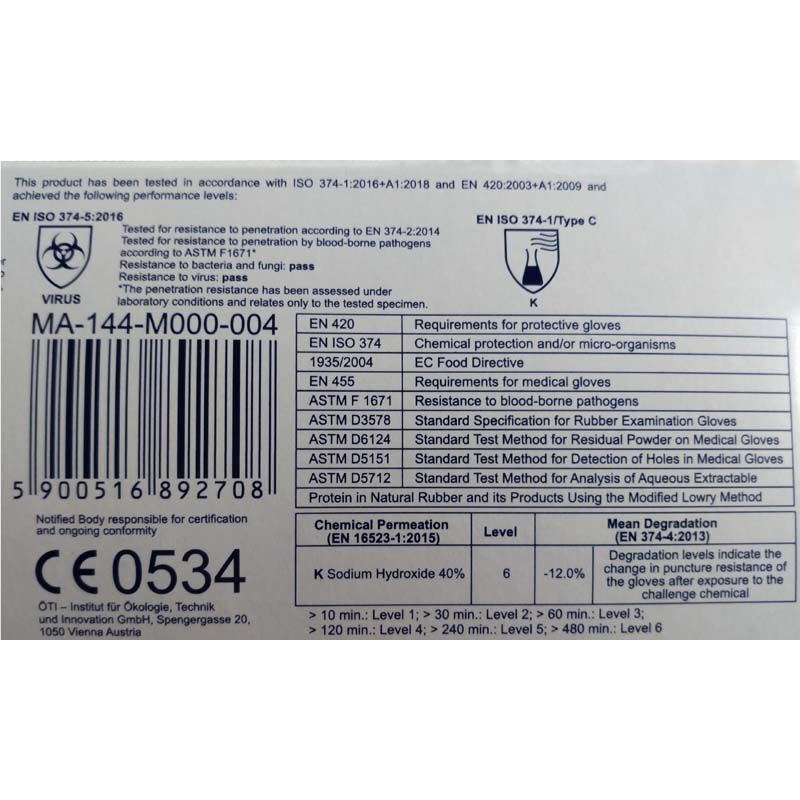 This product has been tested in accordance with ISO 374-1:2016+A1:2018 and EN 420:2003+A1:2009 and
achieved the following performance levels:
EN ISO 374-5:2016
VIRUS
Tested for resistance to penetration according to EN 374-2:2014
Tested for resistance to penetration by blood-borne pathogens
according to ASTM F1671*
Resistance to bacteria and fungi: pass
Resistance to virus: pass
*The penetration resistance has been assessed under
laboratory conditions and relates only to the tested specimen.
EN ISO 374-1/Type C
K
MA-144-M000-004
5 900516 892708
EN 420 Requirements for protective gloves
EN ISO 374 Chemical protection and/or micro-organisms
1935/2004 EC Food Directive
EN 455 Requirements for medical gloves
ASTM F 1671 Resistance to blood-borne pathogens
ASTM D3578 Standard Specification for Rubber Examination Gloves
ASTM D6124 Standard Test Method for Residual Powder on Medical Gloves
ASTM D5151 Standard Test Method for Detection of Holes in Medical Gloves
ASTM D5712 Standard Test Method for Analysis of Aqueous Extractable
Protein in Natural Rubber and its Products Using the Modified Lowry Method
Notified Body responsible for certification
and ongoing conformity
CE 0534
ÖTI – Institut für Ökologie, Technik
und Innovation GmbH, Spengergasse 20,
1050 Vienna Austria
Chemical Permeation
(EN 16523-1:2015)
Level
Mean Degradation
(EN 374-4:2013)
K Sodium Hydroxide 40%
6
-12.0%
Degradation levels indicate the
change in puncture resistance of
the gloves after exposure to the
challenge chemical
> 10 min.: Level 1; > 30 min.: Level 2; > 60 min.: Level 3;
> 120 min.: Level 4; > 240 min.: Level 5; > 480 min.: Level 6